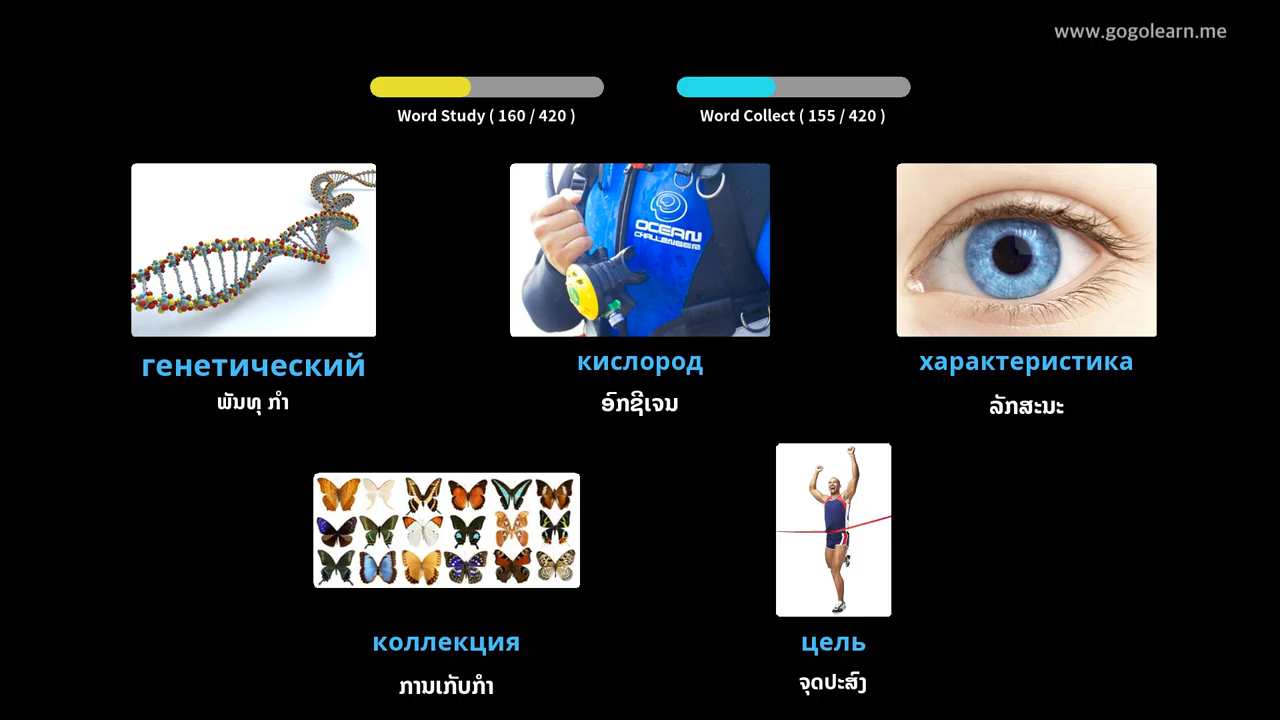 www.gogolearn.me
Word Study ( 160 / 420 )
Word Collect ( 155 / 420 )
OCEAN
CHALLENGER
генетический
кислород
характеристика
ພັນທຸ ກຳ
ອົກຊີເຈນ
ລັກສະນະ
коллекция
цель
ການເກັບກຳ
ຈຸດປະສົງ